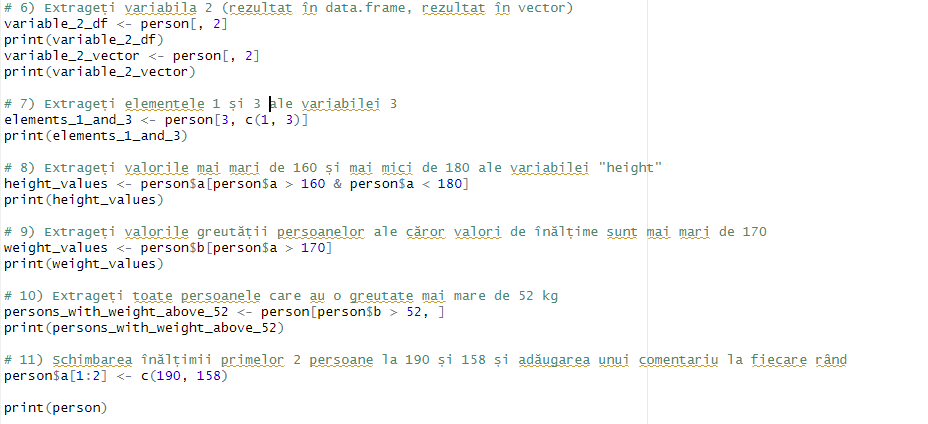 # 6) Extrageți variabila 2 (rezultat în data.frame, rezultat în vector)
variable_2_df <- person[, 2]
print(variable_2_df)
variable_2_vector <- person[, 2]
print(variable_2_vector)
# 7) Extrageți elementele 1 și 3 ale variabilei 3
elements_1_and_3 <- person[3, c(1, 3)]
print(elements_1_and_3)
# 8) Extrageți valorile mai mari de 160 și mai mici de 180 ale variabilei "height"
height_values <- person$a[person$a > 160 & person$a < 180]
print(height_values)
# 9) Extrageți valorile greutății persoanelor ale căror valori de înălțime sunt mai mari de 170
weight_values <- person$b[person$a > 170]
print(weight_values)
# 10) Extrageți toate persoanele care au o greutate mai mare de 52 kg
persons_with_weight_above_52 <- person[person$b > 52, ]
print(persons_with_weight_above_52)
# 11) Schimbarea înălțimii primelor 2 persoane la 190 și 158 și adăugarea unui comentariu la fiecare rând
person$a[1:2] <- c(190, 158)
print(person)